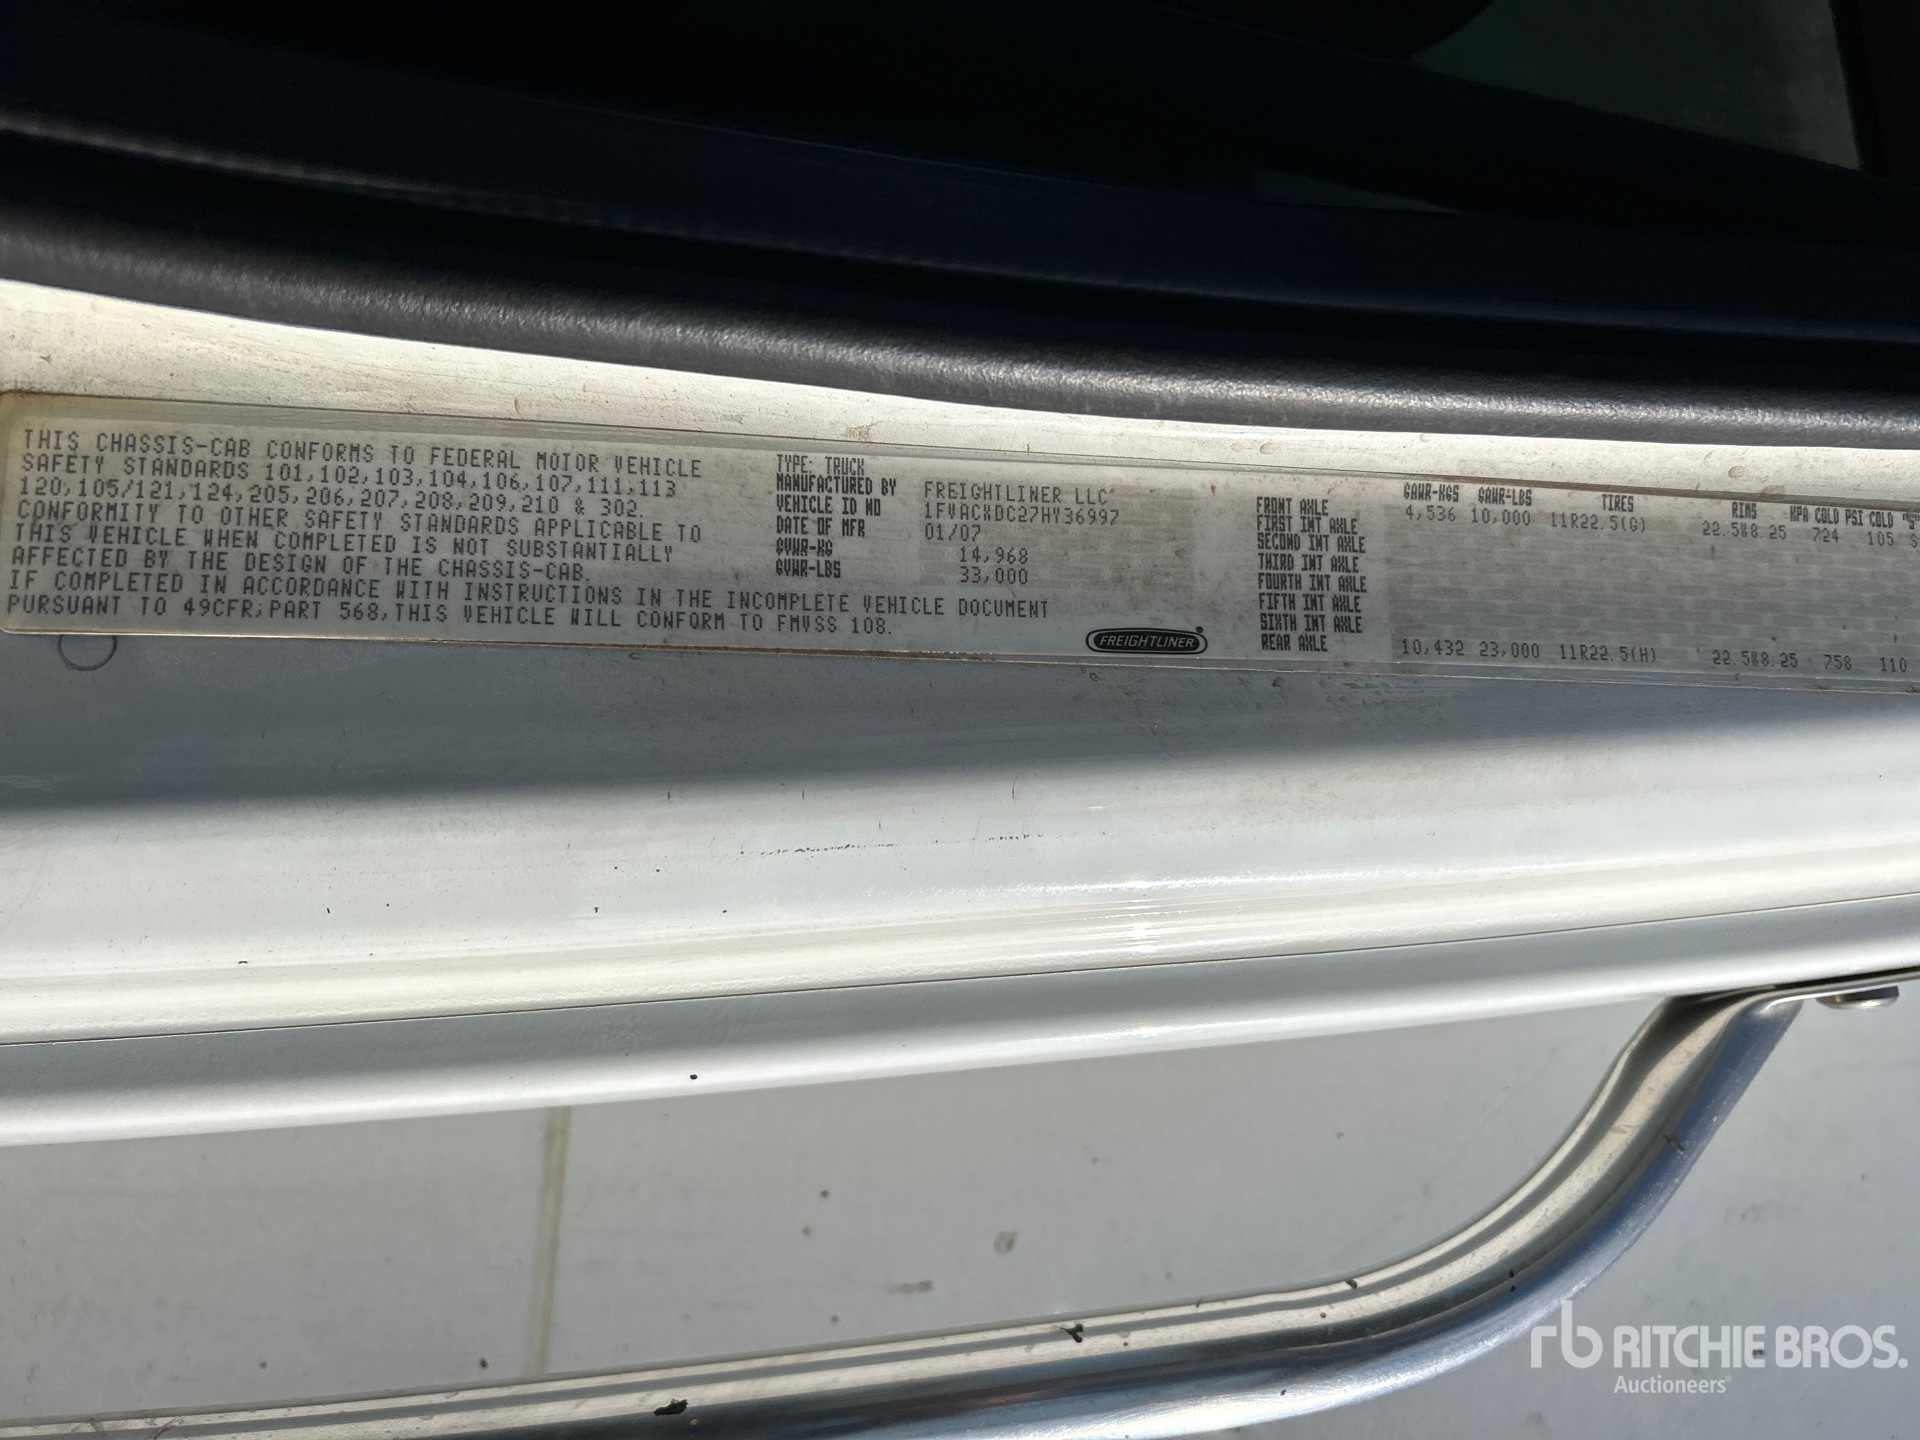 THIS CHASSIS-CAB CONFORMS TO FEDERAL MOTOR VEHICLE
SAFETY STANDARDS 101,102,103,104,106,107,111,113
120,105/121,124,205,206,207,208,209,210 & 302.
CONFORMITY TO OTHER SAFETY STANDARDS APPLICABLE TO
THIS VEHICLE WHEN COMPLETED IS NOT SUBSTANTIALLY
AFFECTED BY THE DESIGN OF THE CHASSIS-CAB.
IF COMPLETED IN ACCORDANCE WITH INSTRUCTIONS IN THE INCOMPLETE VEHICLE DOCUMENT
PURSUANT TO 49CFR,PART 568,THIS VEHICLE WILL CONFORM TO FMVSS 108.
TYPE: TRUCK
MANUFACTURED BY FREIGHTLINER LLC
VEHICLE ID NO 1FVACXDC27HY36997
DATE OF MFR 01/07
GVWR-KG 14,968
GVWR-LBS 33,000
FREIGHTLINER
GAWR-KGS GAWR-LBS TIRES RIMS KPA COLD PSI COLD
FRONT AXLE 4,536 10,000 11R22.5(G) 22.5X8.25 724 105
FIRST INT AXLE
SECOND INT AXLE
THIRD INT AXLE
FOURTH INT AXLE
FIFTH INT AXLE
SIXTH INT AXLE
REAR AXLE 10,432 23,000 11R22.5(H) 22.5X8.25 758 110
rb RITCHIE BROS.
Auctioneers